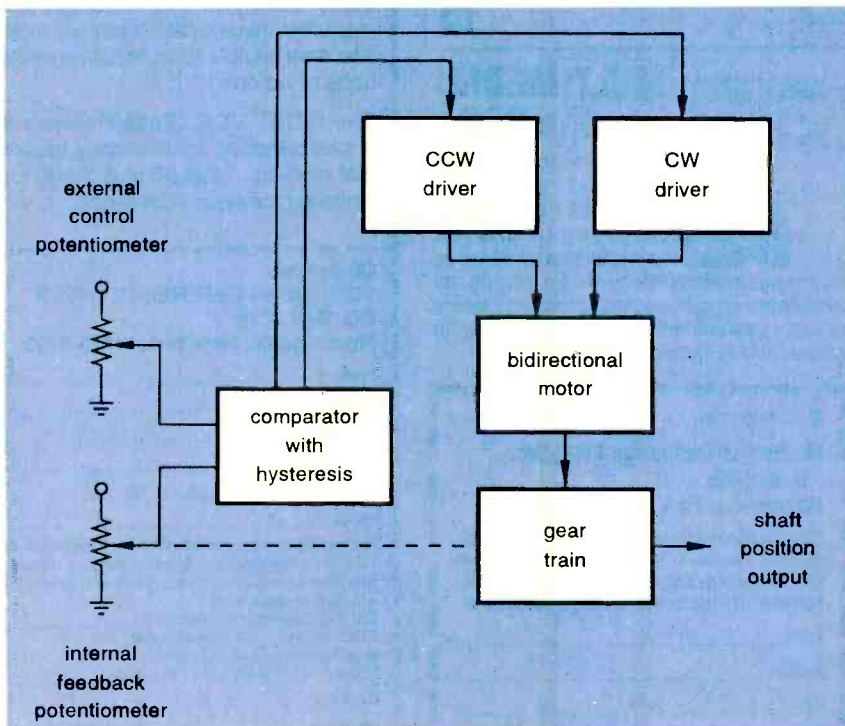 CCW
driver
CW
driver
external
control
potentiometer
bidirectional
motor
comparator
with
hysteresis
gear
train
shaft
position
output
internal
feedback
potentiometer